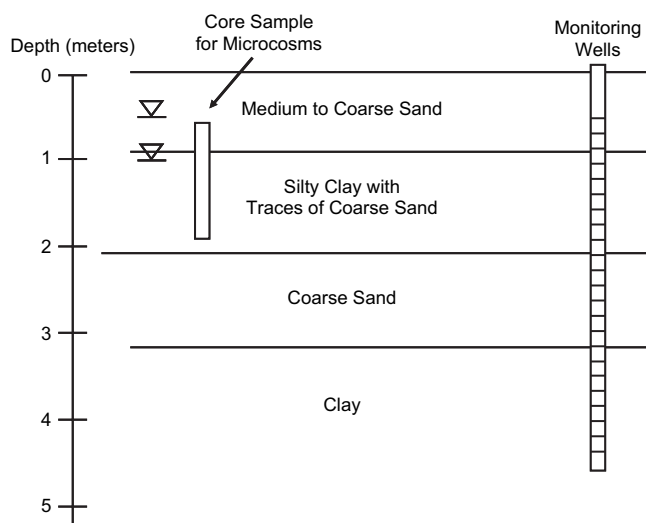 Core Sample
for Microcosms
Depth (meters)
Monitoring
Wells
0
Medium to Coarse Sand
1
Silty Clay with
Traces of Coarse Sand
2
Coarse Sand
3
Clay
4
5